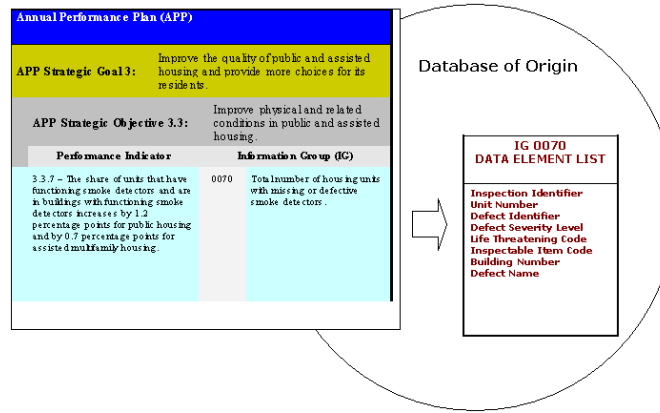 Annual Performance Plan (APP)
APP Strategic Goal 3:
Improve the quality of public and assisted
housing and provide more choices for its
residents.
APP Strategic Objective 3.3:
Improve physical and related
conditions in public and assisted
housing.
Performance Indicator
Information Group (IG)
3.3.7 – The share of units that have
functioning smoke detectors and are
in buildings with functioning smoke
detectors increases by 1.2
percentage points for public housing
and by 0.7 percentage points for
assisted multifamily housing.
0070
Total number of housing units
with missing or defective
smoke detectors.
Database of Origin
IG 0070
DATA ELEMENT LIST
Inspection Identifier
Unit Number
Defect Identifier
Defect Severity Level
Life Threatening Code
Inspectable Item Code
Building Number
Defect Name